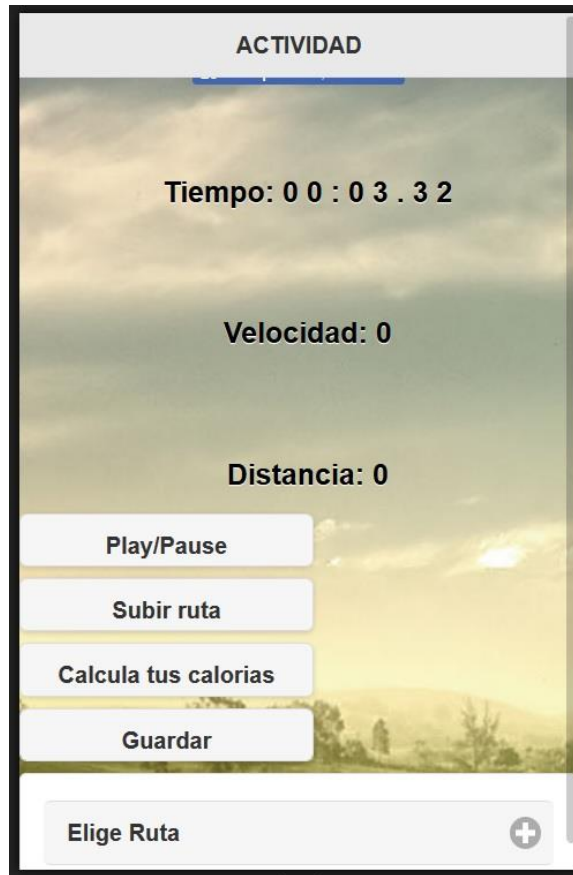 ACTIVIDAD
Tiempo: 0 0 : 0 3 . 3 2
Velocidad: 0
Distancia: 0
Play/Pause
Subir ruta
Calcula tus calorias
Guardar
Elige Ruta